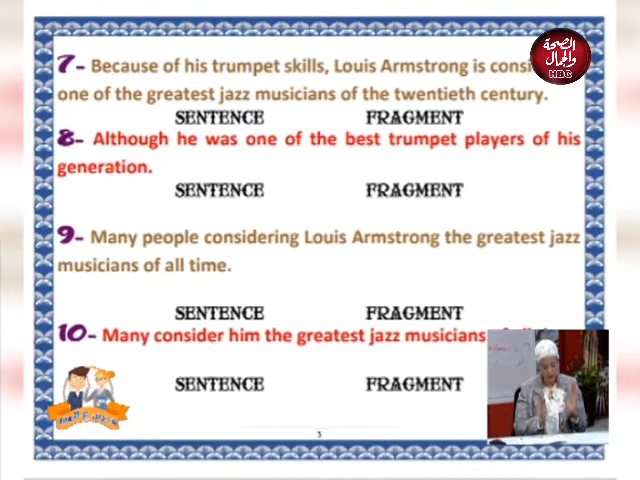 الصحة
والجمال
HBG
7- Because of his trumpet skills, Louis Armstrong is
one of the greatest jazz musicians of the twentieth century.
SENTENCE FRAGMENT
8- Although he was one of the best trumpet players of his
generation.
SENTENCE FRAGMENT
9- Many people considering Louis Armstrong the greatest jazz
musicians of all time.
SENTENCE FRAGMENT
10- Many consider him the greatest jazz musicians
SENTENCE FRAGMENT
3